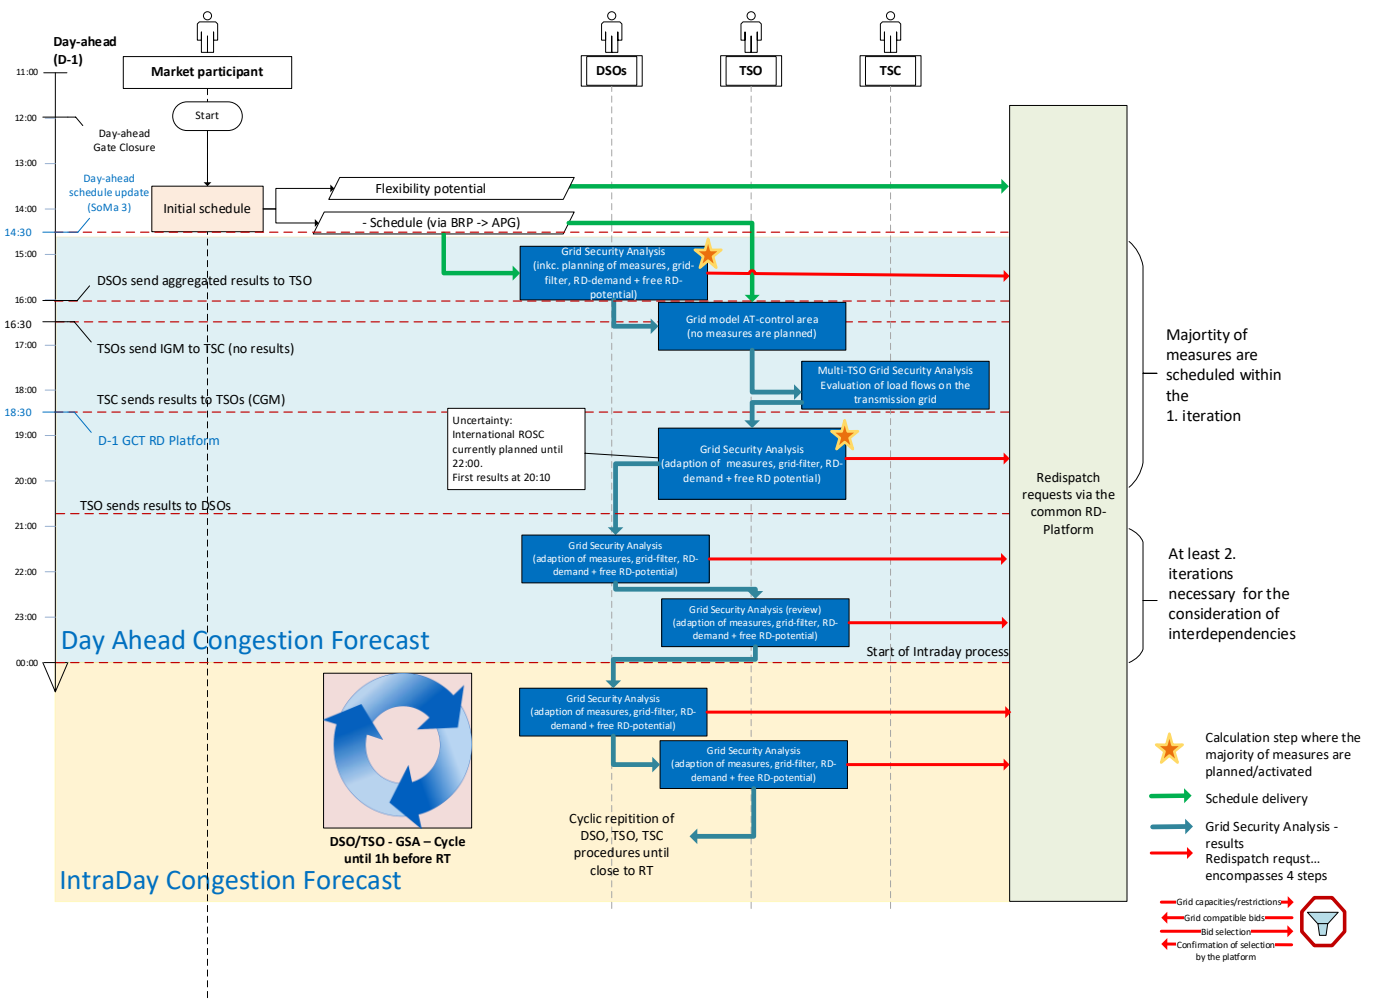 Day-ahead
(D-1)
Market participant
DSOs
TSO
TSC
11:00
Start
12:00
Day-ahead
Gate Closure
13:00
Day-ahead
schedule update
(SoMa 3)
Initial schedule
Flexibility potential
14:00
- Schedule (via BRP -> APG)
14:30
15:00
Grid Security Analysis
(inkc. planning of measures, grid-
filter, RD-demand + free RD-
potential)
DSOs send aggregated results to TSO
16:00
Grid model AT-control area
(no measures are planned)
16:30
17:00
TSOs send IGM to TSC (no results)
Multi-TSO Grid Security Analysis
Evaluation of load flows on the
transmission grid
18:00
TSC sends results to TSOs (CGM)
18:30
D-1 GCT RD Platform
19:00
Uncertainty:
International ROSC
currently planned until
22:00.
First results at 20:10
Grid Security Analysis
(adaption of  measures, grid-filter, RD-
demand + free RD potential)
20:00
TSO sends results to DSOs
21:00
Grid Security Analysis
(adaption of measures, grid-filter, RD-
demand + free RD-potential)
22:00
Grid Security Analysis (review)
(adaption of measures, grid-filter, RD-
demand + free RD-potential)
23:00
Day Ahead Congestion Forecast
Start of Intraday process
00:00
Grid Security Analysis
(adaption of measures, grid-filter, RD-
demand + free RD-potential)
Grid Security Analysis
(adaption of measures, grid-filter, RD-
demand + free RD-potential)
Cyclic repitition of
DSO, TSO, TSC
procedures until
close to RT
DSO/TSO - GSA – Cycle
until 1h before RT
IntraDay Congestion Forecast
Redispatch
requests via the
common RD-
Platform
Majortity of
measures are
scheduled within
the
1. iteration
At least 2.
iterations
necessary  for the
consideration of
interdependencies
Calculation step where the
majority of measures are
planned/activated
Schedule delivery
Grid Security Analysis -
results
Redispatch requst...
encompasses 4 steps
Grid capacities/restrictions
Grid compatible bids
Bid selection
Confirmation of selection
by the platform